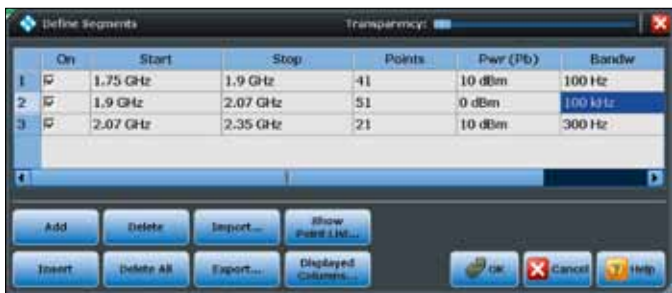 Define Segments Transparency:
On Start Stop Points Pwr (Pb) Bandw
1 1.75 GHz 1.9 GHz 41 10 dBm 100 Hz
2 1.9 GHz 2.07 GHz 51 0 dBm 100 kHz
3 2.07 GHz 2.35 GHz 21 10 dBm 300 Hz
Add Delete Import... Show Point List...
Insert Delete All Export... Displayed Columns... OK Cancel Help